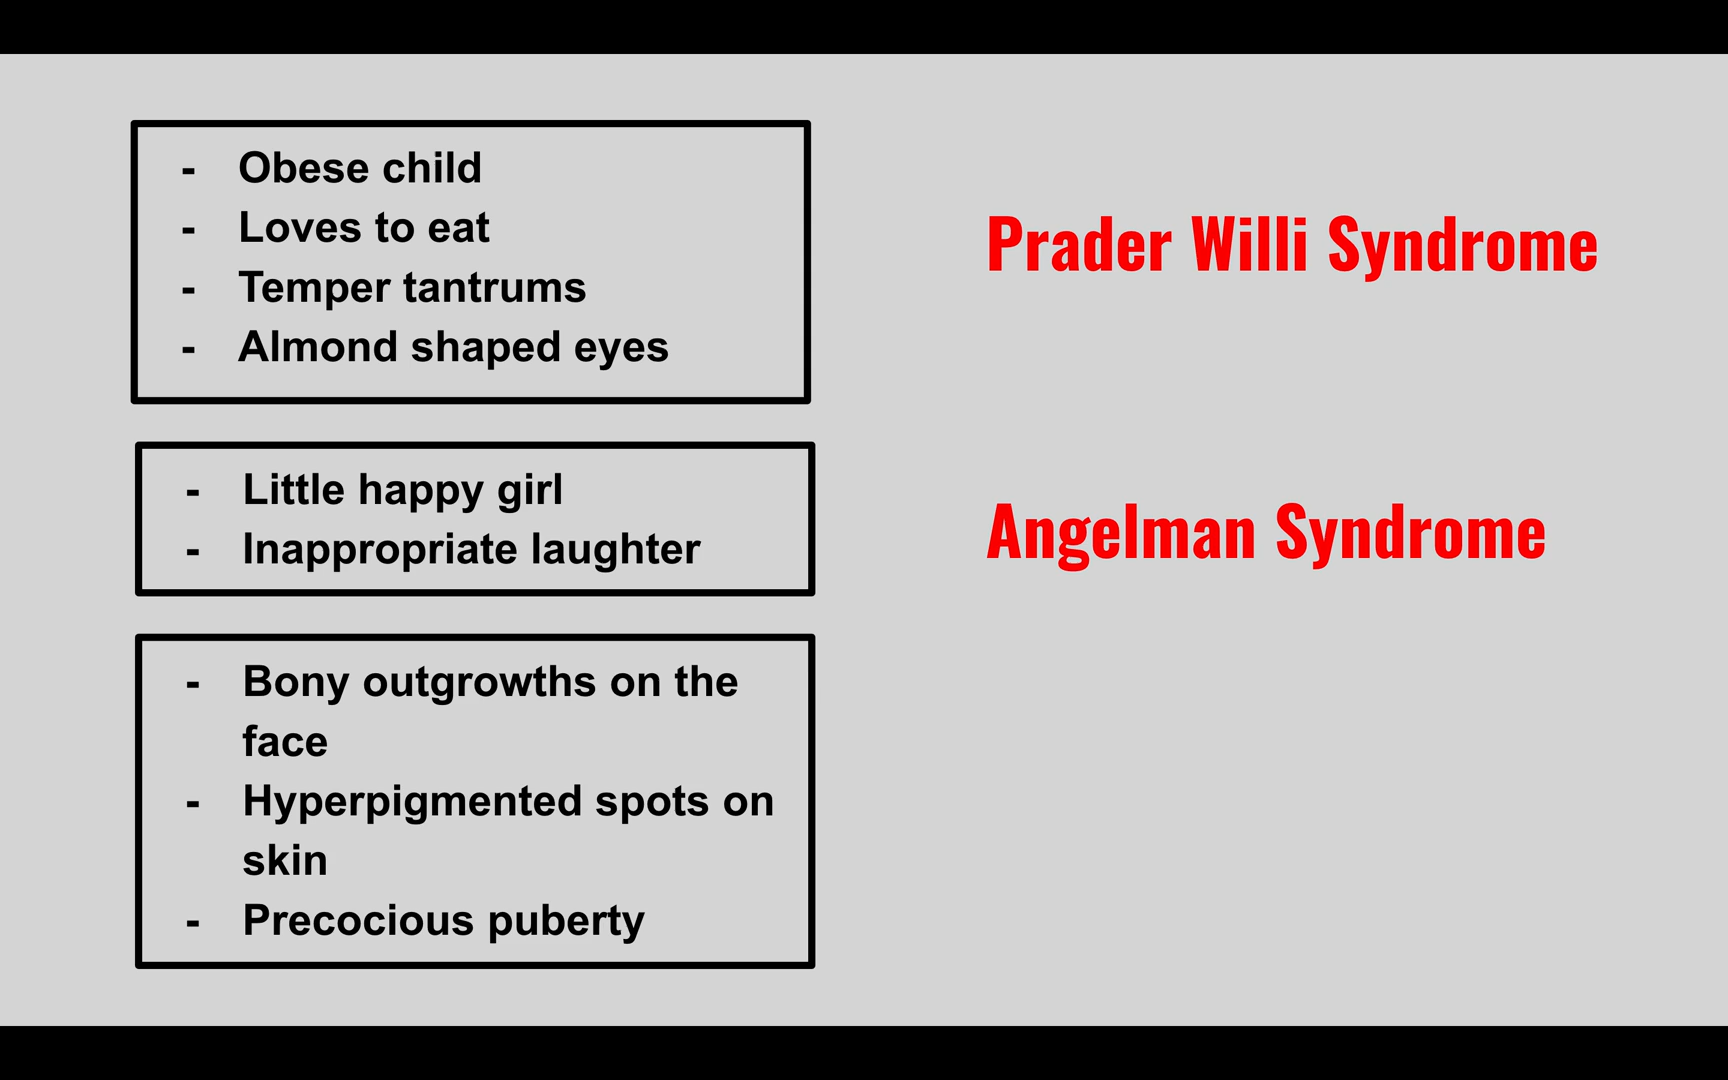 - Obese child
- Loves to eat
- Temper tantrums
- Almond shaped eyes
Prader Willi Syndrome
- Little happy girl
- Inappropriate laughter
Angelman Syndrome
- Bony outgrowths on the
face
- Hyperpigmented spots on
skin
- Precocious puberty